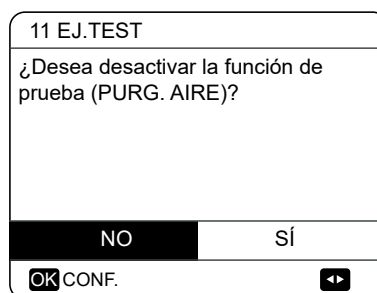 11 EJ.TEST
¿Desea desactivar la función de
prueba (PURG. AIRE)?
NO SÍ
OK CONF.